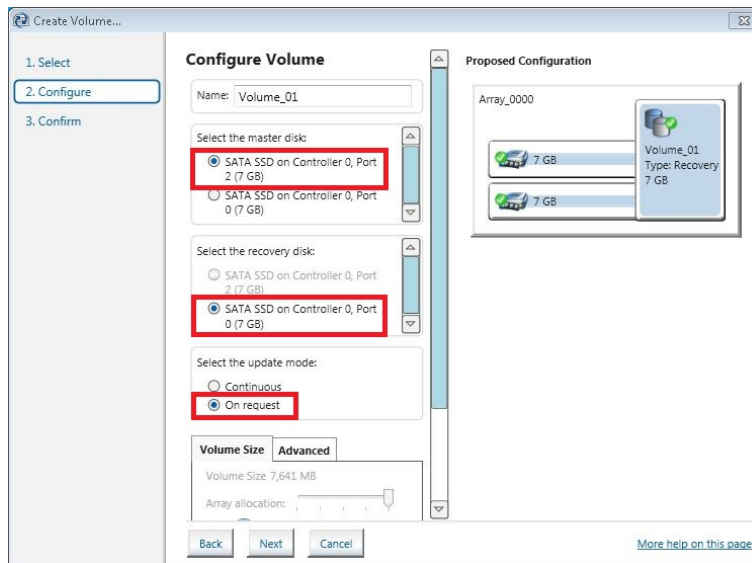 Create Volume...
1. Select
2. Configure
3. Confirm
Configure Volume
Name: Volume_01
Select the master disk:
SATA SSD on Controller 0, Port
2 (7 GB)
SATA SSD on Controller 0, Port
0 (7 GB)
Select the recovery disk:
SATA SSD on Controller 0, Port
2 (7 GB)
SATA SSD on Controller 0, Port
0 (7 GB)
Select the update mode:
Continuous
On request
Volume Size Advanced
Volume Size 7,641 MB
Array allocation:
Back Next Cancel
Proposed Configuration
Array_0000
7 GB
7 GB
Volume_01
Type: Recovery
7 GB
More help on this page